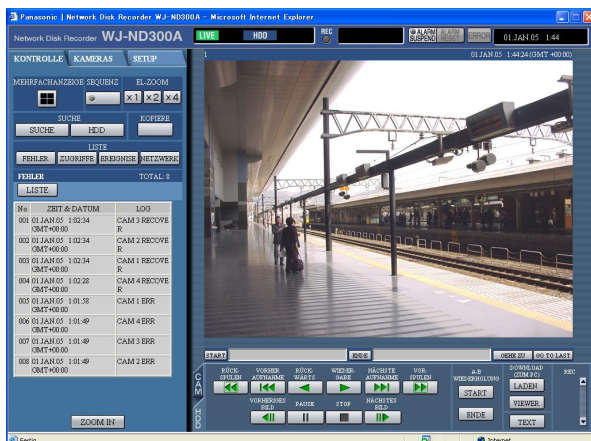 Panasonic | Network Disk Recorder WJ-ND300A - Microsoft Internet Explorer
Network Disk Recorder WJ-ND300A
LIVE HDD REC ALARM SUSPEND ALARM RESET ERROR 01.JAN.05 1:44
KONTROLLE KAMERAS SETUP
1 01.JAN.05 1:44:24 (GMT +00:00)
MEHRFACHANZEIGE SEQUENZ EL-ZOOM
x1 x2 x4
SUCHE KOPIERE
SUCHE HDD
LISTE
FEHLER ZUGRIFFE EREIGNISE NETZWERK
FEHLER TOTAL: 8
LISTE
No ZEIT & DATUM LOG
001 01.JAN.05 1:02:34 GMT+00:00 CAM 3 RECOVER
002 01.JAN.05 1:02:34 GMT+00:00 CAM 2 RECOVER
003 01.JAN.05 1:02:34 GMT+00:00 CAM 1 RECOVER
004 01.JAN.05 1:02:28 GMT+00:00 CAM 4 RECOVER
005 01.JAN.05 1:01:58 GMT+00:00 CAM 1 ERR
006 01.JAN.05 1:01:49 GMT+00:00 CAM 4 ERR
007 01.JAN.05 1:01:49 GMT+00:00 CAM 3 ERR
008 01.JAN.05 1:01:49 GMT+00:00 CAM 2 ERR
ZOOM IN
START ENDE GEHE ZU GO TO LAST
CAM
HDD
RÜCK-SPULEN VORHER AUFNAHME RÜCK-WÄRTS WIEDER-GABE NÄCHSTE AUFNAHME VOR-SPULEN
VORHERIGES BILD PAUSE STOP NÄCHSTES BILD
A-B WIEDERHOLUNG
START
ENDE
DOWNLOAD (ZUM PC)
LADEN
VIEWER
TEXT
REC
Fertig Internet